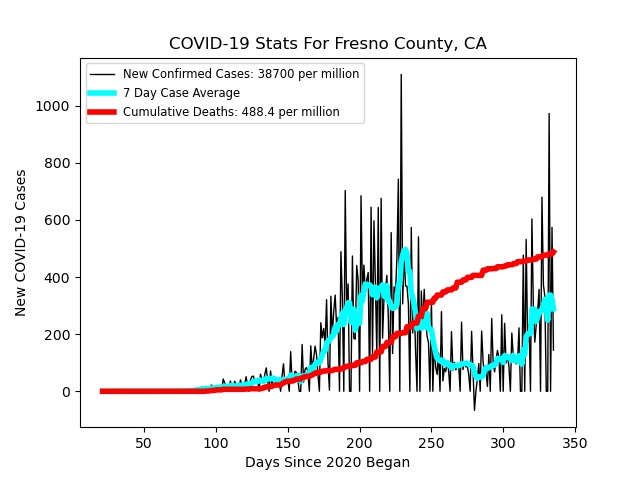 COVID-19 Stats For Fresno County, CA
New Confirmed Cases: 38700 per million
7 Day Case Average
Cumulative Deaths: 488.4 per million
New COVID-19 Cases
1000
800
600
400
200
0
50 100 150 200 250 300 350
Days Since 2020 Began